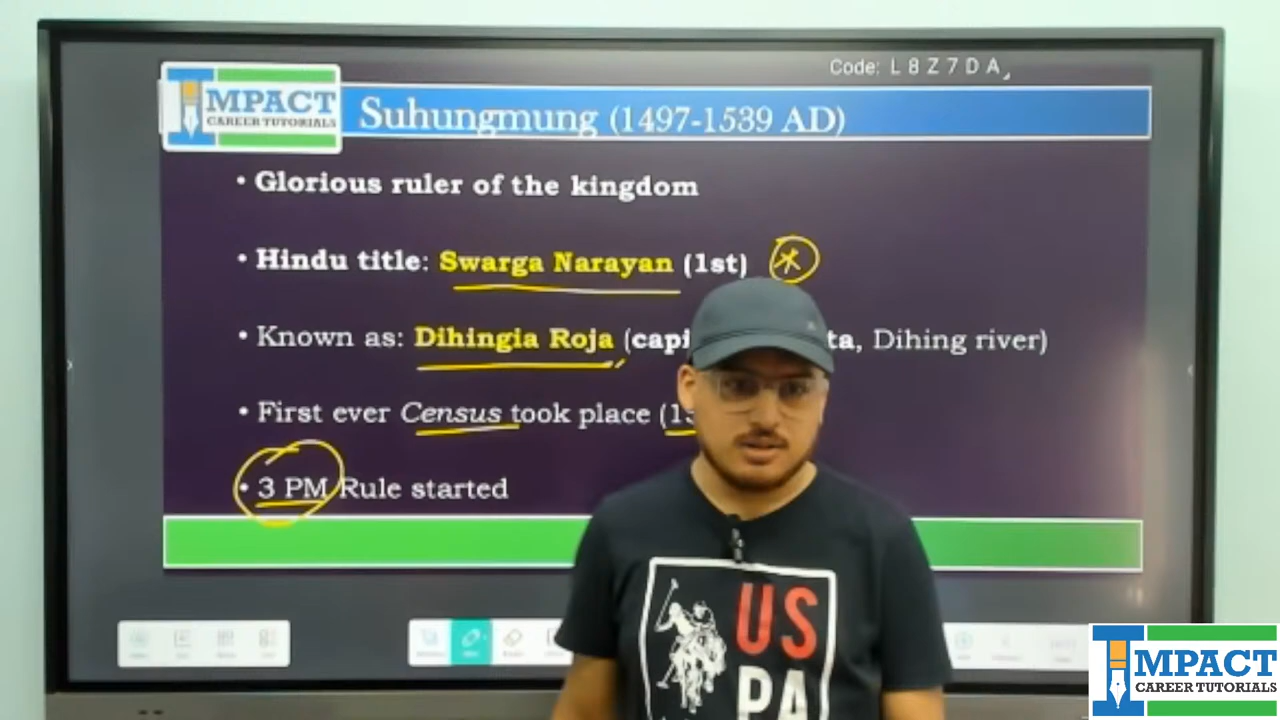 Code: L8Z7DA
IMPACT
CAREER TUTORIALS
Suhungmung (1497-1539 AD)
• Glorious ruler of the kingdom
• Hindu title: Swarga Narayan (1st)
• Known as: Dihingia Roja (capi ta, Dihing river)
• First ever Census took place (1
• 3 PM Rule started
US
PA
IMPACT
CAREER TUTORIALS